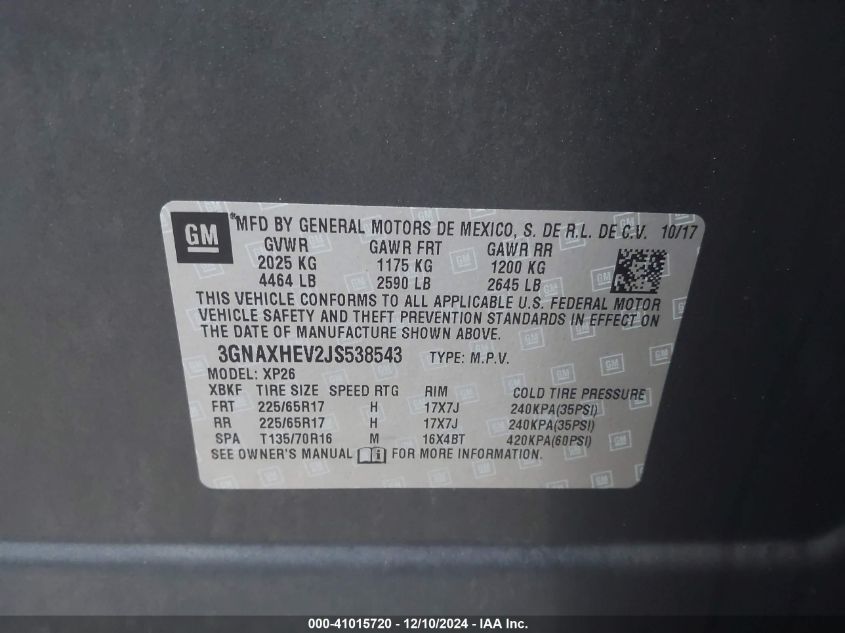 GM
MFD BY GENERAL MOTORS DE MEXICO, S. DE R.L. DE C.V. 10/17
GVWR GAWR FRT GAWR RR
2025 KG 1175 KG 1200 KG
4464 LB 2590 LB 2645 LB
THIS VEHICLE CONFORMS TO ALL APPLICABLE U.S. FEDERAL MOTOR
VEHICLE SAFETY AND THEFT PREVENTION STANDARDS IN EFFECT ON
THE DATE OF MANUFACTURE SHOWN ABOVE.
3GNAXHEV2JS538543 TYPE: M.P.V.
MODEL: XP26
XBKF TIRE SIZE SPEED RTG RIM COLD TIRE PRESSURE
FRT 225/65R17 H 17X7J 240KPA(35PSI)
RR 225/65R17 H 17X7J 240KPA(35PSI)
SPA T135/70R16 M 16X4BT 420KPA(60PSI)
SEE OWNER'S MANUAL FOR MORE INFORMATION.
000-41015720 - 12/10/2024 - IAA Inc.